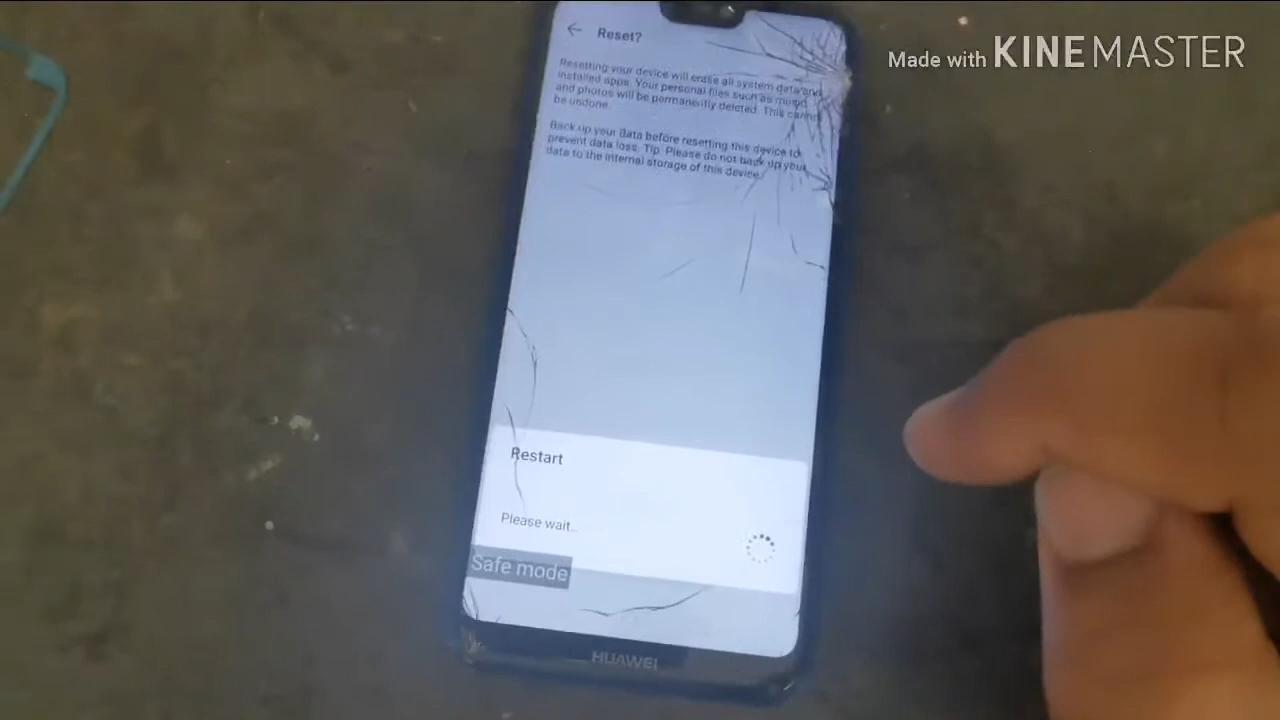 Made with KINEMASTER
Reset?
Resetting your device will erase all system data and
installed apps. Your personal files such as music
and photos will be permanently deleted. This cannot
be undone.
Back up your data before resetting this device to
prevent data loss. Tip: Please do not back up your
data to the internal storage of this device.
Restart
Please wait...
Safe mode
HUAWEI